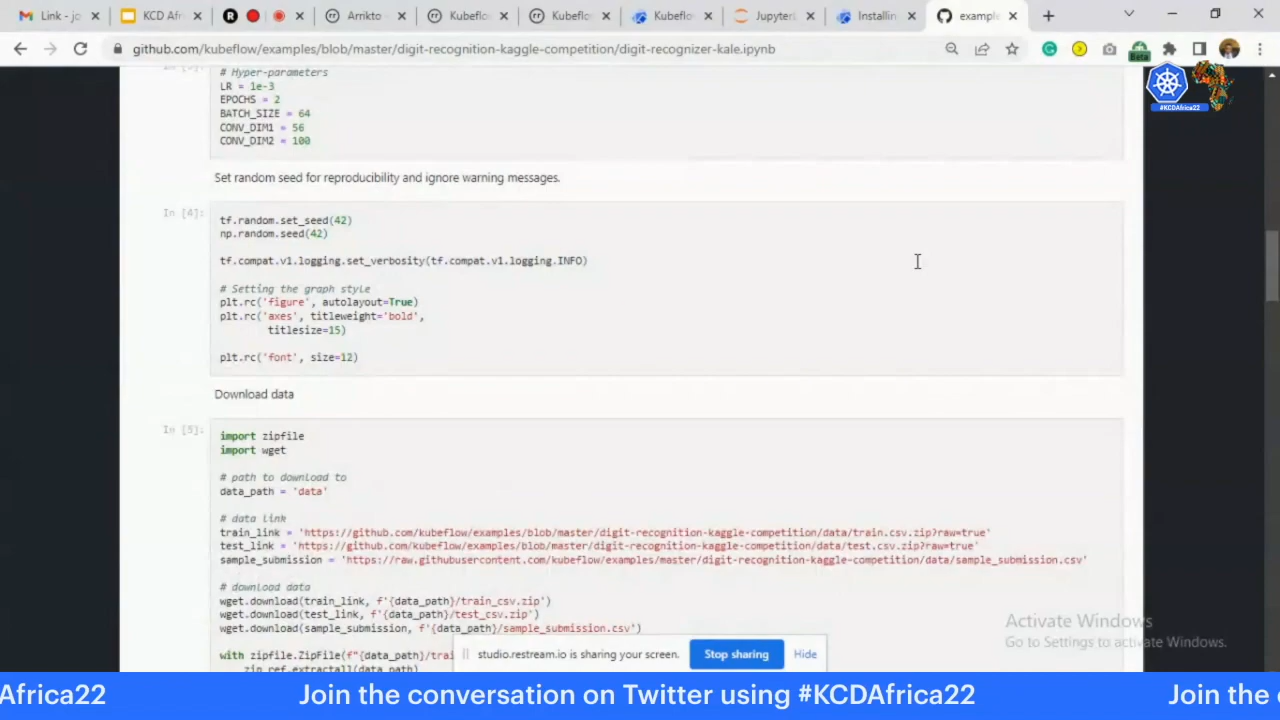 Link - jo
KCD Afr
Arrikto
Kubeflo
Kubeflo
Kubeflo
JupyterL
Installin
example
github.com/kubeflow/examples/blob/master/digit-recognition-kaggle-competition/digit-recognizer-kale.ipynb
Beta
#KCDAfrica22
# Hyper-parameters
LR = 1e-3
EPOCHS = 2
BATCH_SIZE = 64
CONV_DIM1 = 56
CONV_DIM2 = 100
Set random seed for reproducibility and ignore warning messages.
In [4]:
tf.random.set_seed(42)
np.random.seed(42)
tf.compat.v1.logging.set_verbosity(tf.compat.v1.logging.INFO)
# Setting the graph style
plt.rc('figure', autolayout=True)
plt.rc('axes', titleweight='bold',
titlesize=15)
plt.rc('font', size=12)
Download data
In [5]:
import zipfile
import wget
# path to download to
data_path = 'data'
# data link
train_link = 'https://github.com/kubeflow/examples/blob/master/digit-recognition-kaggle-competition/data/train.csv.zip?raw=true'
test_link = 'https://github.com/kubeflow/examples/blob/master/digit-recognition-kaggle-competition/data/test.csv.zip?raw=true'
sample_submission = 'https://raw.githubusercontent.com/kubeflow/examples/master/digit-recognition-kaggle-competition/data/sample_submission.csv'
# download data
wget.download(train_link, f'{data_path}/train_csv.zip')
wget.download(test_link, f'{data_path}/test_csv.zip')
wget.download(sample_submission, f'{data_path}/sample_submission.csv')
with zipfile.ZipFile(f"{data_path}/trai
zip_ref.extractall(data_path)
studio.restream.io is sharing your screen.
Stop sharing
Hide
Activate Windows
Go to Settings to activate Windows.
Africa22
Join the conversation on Twitter using #KCDAfrica22
Join the c